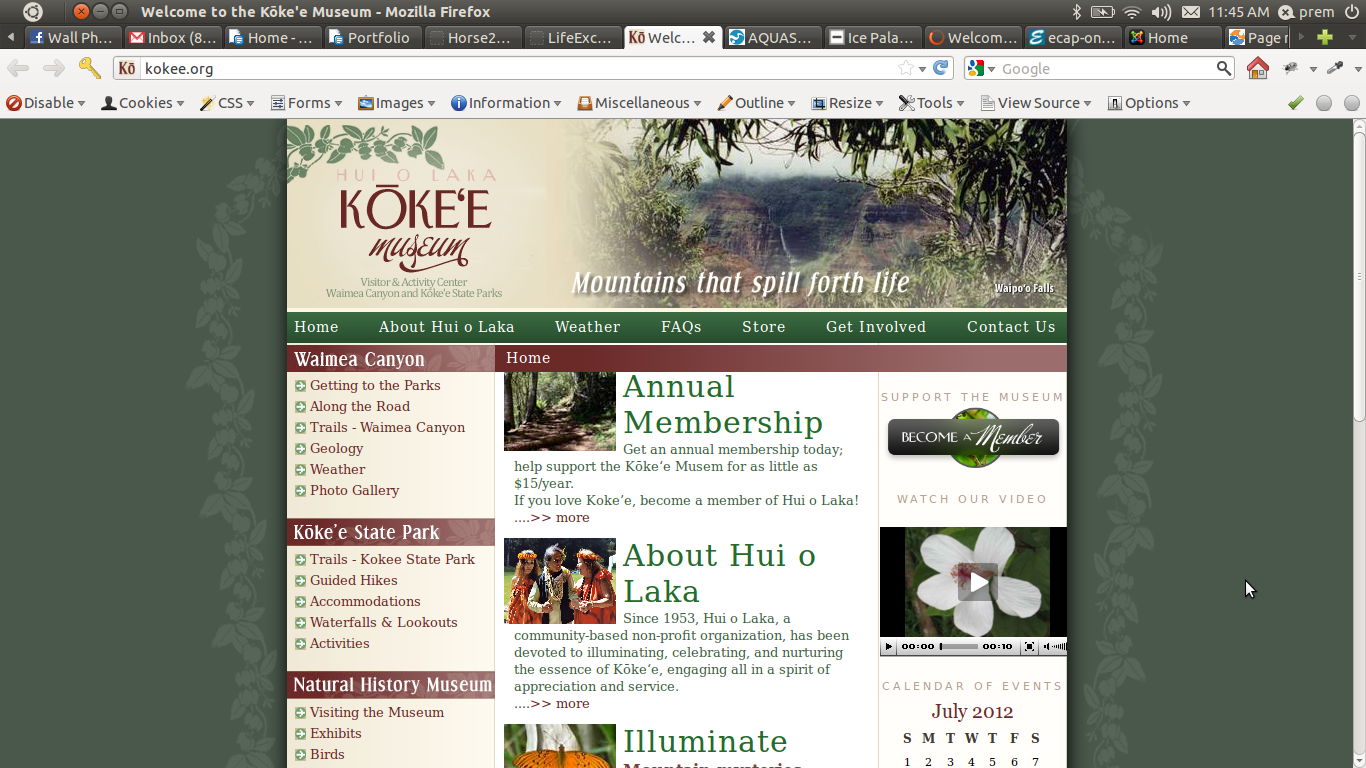 Welcome to the Kōke'e Museum - Mozilla Firefox
11:45 AM
prem
Wall Ph...
Inbox (8...
Home - ...
Portfolio
Horse2...
LifeExc...
Welc...
AQUAS...
Ice Pala...
Welcom...
ecap-on...
Home
Page r
Kō kokee.org
Google
Disable
Cookies
CSS
Forms
Images
Information
Miscellaneous
Outline
Resize
Tools
View Source
Options
HUI O LAKA
KŌKE‘E
museum
Visitor & Activity Center
Waimea Canyon and Kōke‘e State Parks
Mountains that spill forth life
Waipo‘o Falls
Home
About Hui o Laka
Weather
FAQs
Store
Get Involved
Contact Us
Waimea Canyon
Getting to the Parks
Along the Road
Trails - Waimea Canyon
Geology
Weather
Photo Gallery
Kōke'e State Park
Trails - Kokee State Park
Guided Hikes
Accommodations
Waterfalls & Lookouts
Activities
Natural History Museum
Visiting the Museum
Exhibits
Birds
Home
Annual
Membership
Get an annual membership today;
help support the Kōke‘e Musem for as little as
$15/year.
If you love Koke’e, become a member of Hui o Laka!
....>> more
About Hui o
Laka
Since 1953, Hui o Laka, a
community-based non-profit organization, has been
devoted to illuminating, celebrating, and nurturing
the essence of Kōke‘e, engaging all in a spirit of
appreciation and service.
....>> more
Illuminate
Mountain mysteries
SUPPORT THE MUSEUM
BECOME A Member
WATCH OUR VIDEO
00:00
00:10
CALENDAR OF EVENTS
July 2012
S M T W T F S
1 2 3 4 5 6 7